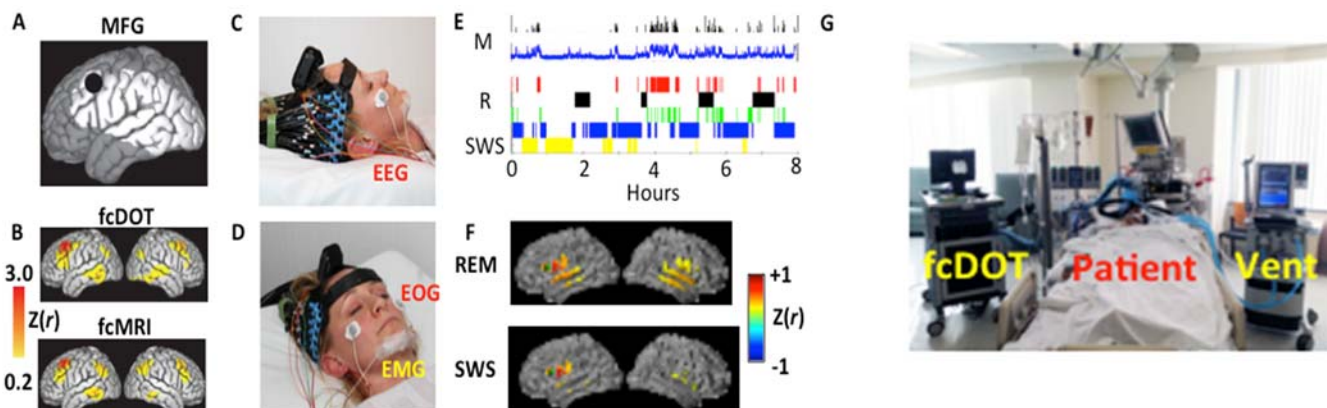 A
MFG
B
fcDOT
3.0
Z(r)
fcMRI
0.2
C
EEG
D
EOG
EMG
E
M
R
SWS
0 2 4 6 8
Hours
F
REM
SWS
+1
Z(r)
-1
G
fcDOT Patient Vent